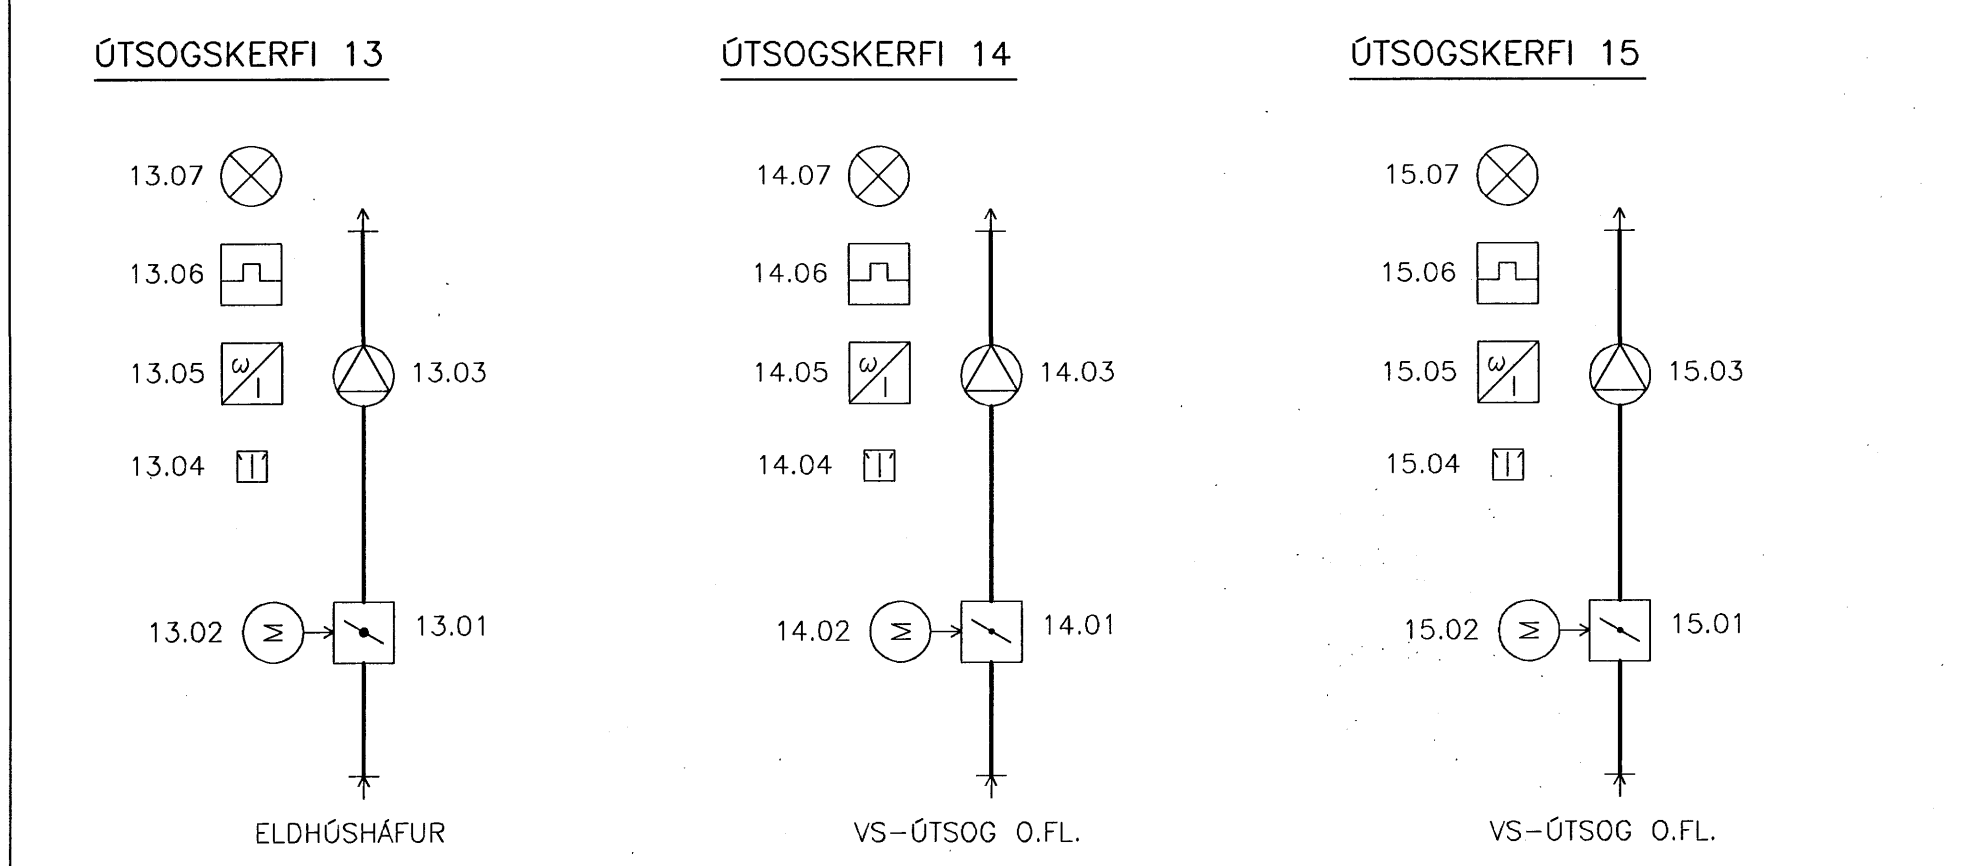 ÚTSOGSKERFI 13
13.07
13.06
13.05
ω
I
13.03
13.04
13.02
M
13.01
ELDHÚSHÁFUR
ÚTSOGSKERFI 14
14.07
14.06
14.05
ω
I
14.03
14.04
14.02
M
14.01
VS-ÚTSOG O.FL.
ÚTSOGSKERFI 15
15.07
15.06
15.05
ω
I
15.03
15.04
15.02
M
15.01
VS-ÚTSOG O.FL.